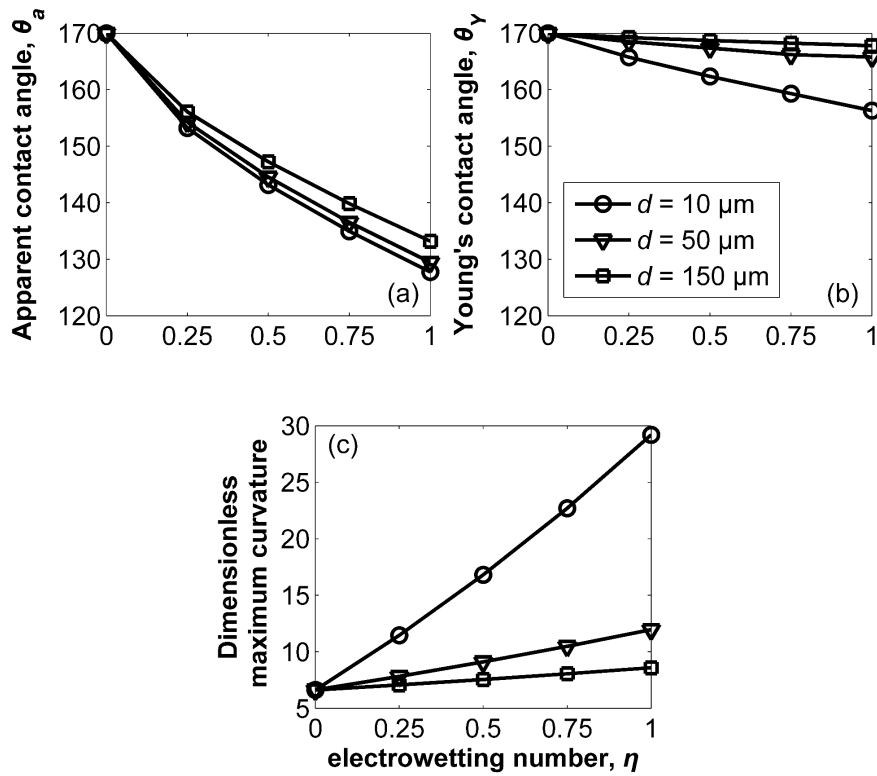 Apparent contact angle, θa
170
160
150
140
130
120
0 0.25 0.5 0.75 1
(a)
Young's contact angle, θY
170
160
150
140
130
120
0 0.25 0.5 0.75 1
d = 10 μm
d = 50 μm
d = 150 μm
(b)
Dimensionless
maximum curvature
30
25
20
15
10
5
(c)
0 0.25 0.5 0.75 1
electrowetting number, η